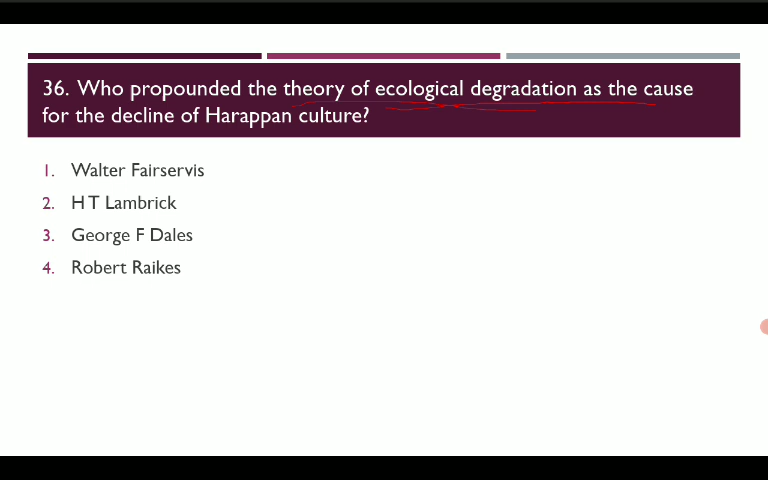 36. Who propounded the theory of ecological degradation as the cause
for the decline of Harappan culture?
1. Walter Fairservis
2. H T Lambrick
3. George F Dales
4. Robert Raikes